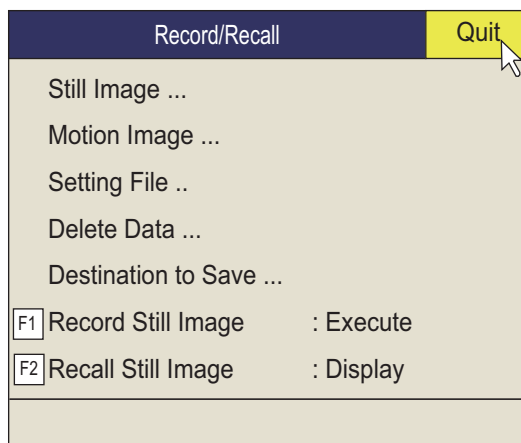 Record/Recall Quit
Still Image ...
Motion Image ...
Setting File ..
Delete Data ...
Destination to Save ...
F1 Record Still Image : Execute
F2 Recall Still Image : Display